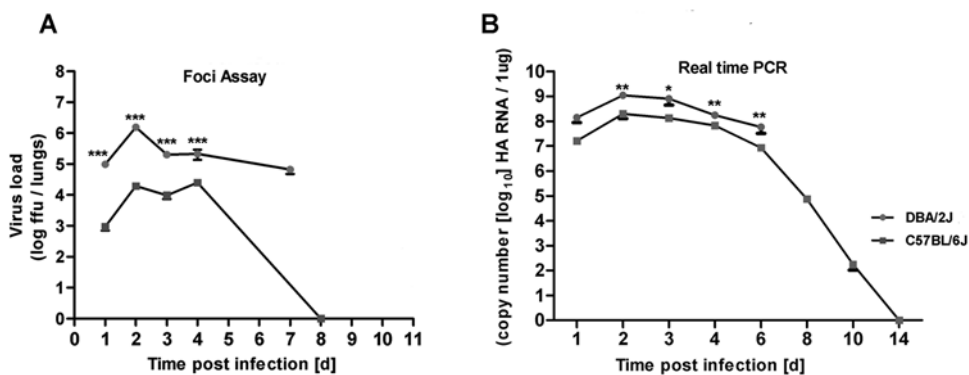 A
Foci Assay
Virus load
(log ffu / lungs)
8
7
6
5
4
3
2
1
0
*** *** *** ***
0 1 2 3 4 5 6 7 8 9 10 11
Time post infection [d]
B
Real time PCR
(copy number [log10] HA RNA / 1ug)
10
9
8
7
6
5
4
3
2
1
0
** * ** **
1 2 3 4 6 8 10 14
Time post infection [d]
DBA/2J
C57BL/6J